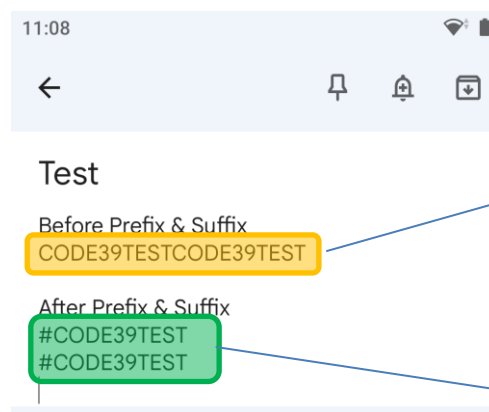 11:08
Test
Before Prefix & Suffix
CODE39TESTCODE39TEST
After Prefix & Suffix
#CODE39TEST
#CODE39TEST